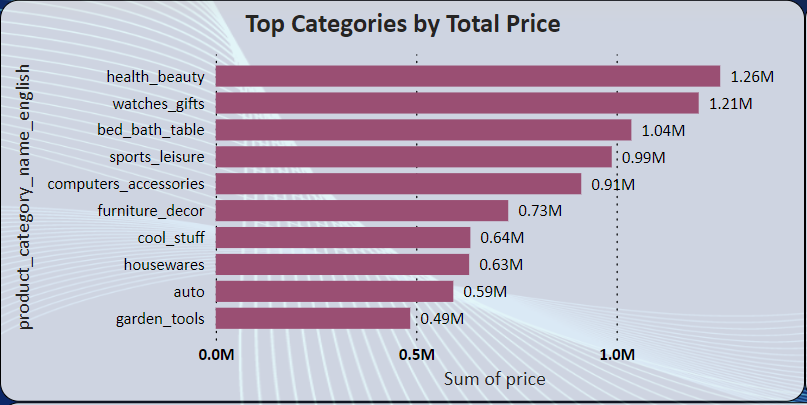 Top Categories by Total Price
product_category_name_english
health_beauty 1.26M
watches_gifts 1.21M
bed_bath_table 1.04M
sports_leisure 0.99M
computers_accessories 0.91M
furniture_decor 0.73M
cool_stuff 0.64M
housewares 0.63M
auto 0.59M
garden_tools 0.49M
0.0M 0.5M 1.0M
Sum of price